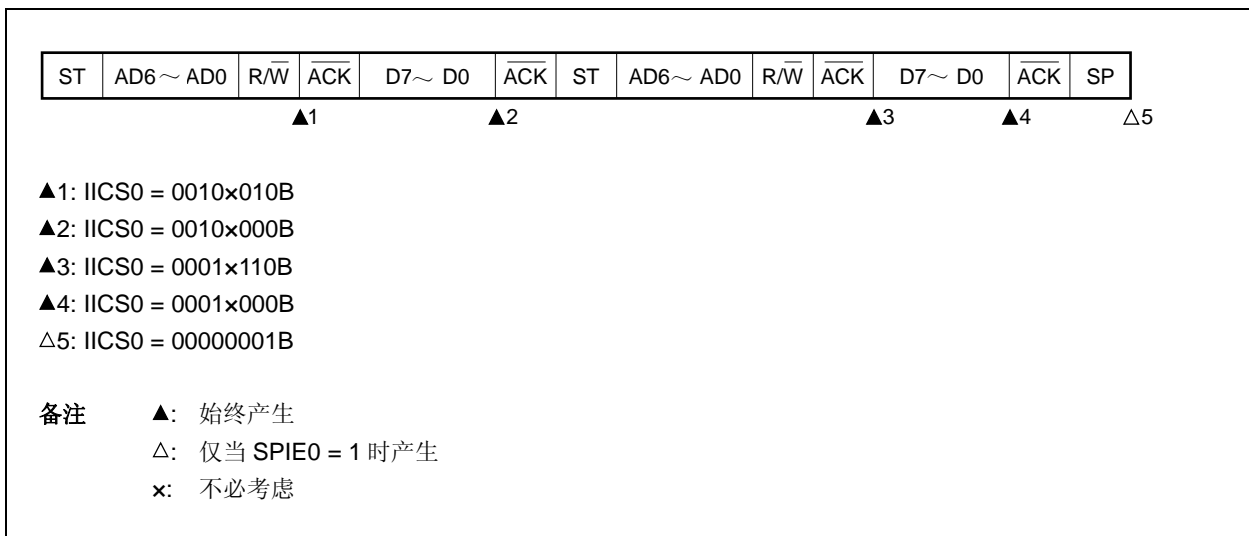 ST AD6～AD0 R/W ACK D7～D0 ACK ST AD6～AD0 R/W ACK D7～D0 ACK SP
▲1 ▲2 ▲3 ▲4 △5
▲1: IICS0 = 0010×010B
▲2: IICS0 = 0010×000B
▲3: IICS0 = 0001×110B
▲4: IICS0 = 0001×000B
△5: IICS0 = 00000001B
备注 ▲: 始终产生
△: 仅当 SPIE0 = 1 时产生
×: 不必考虑